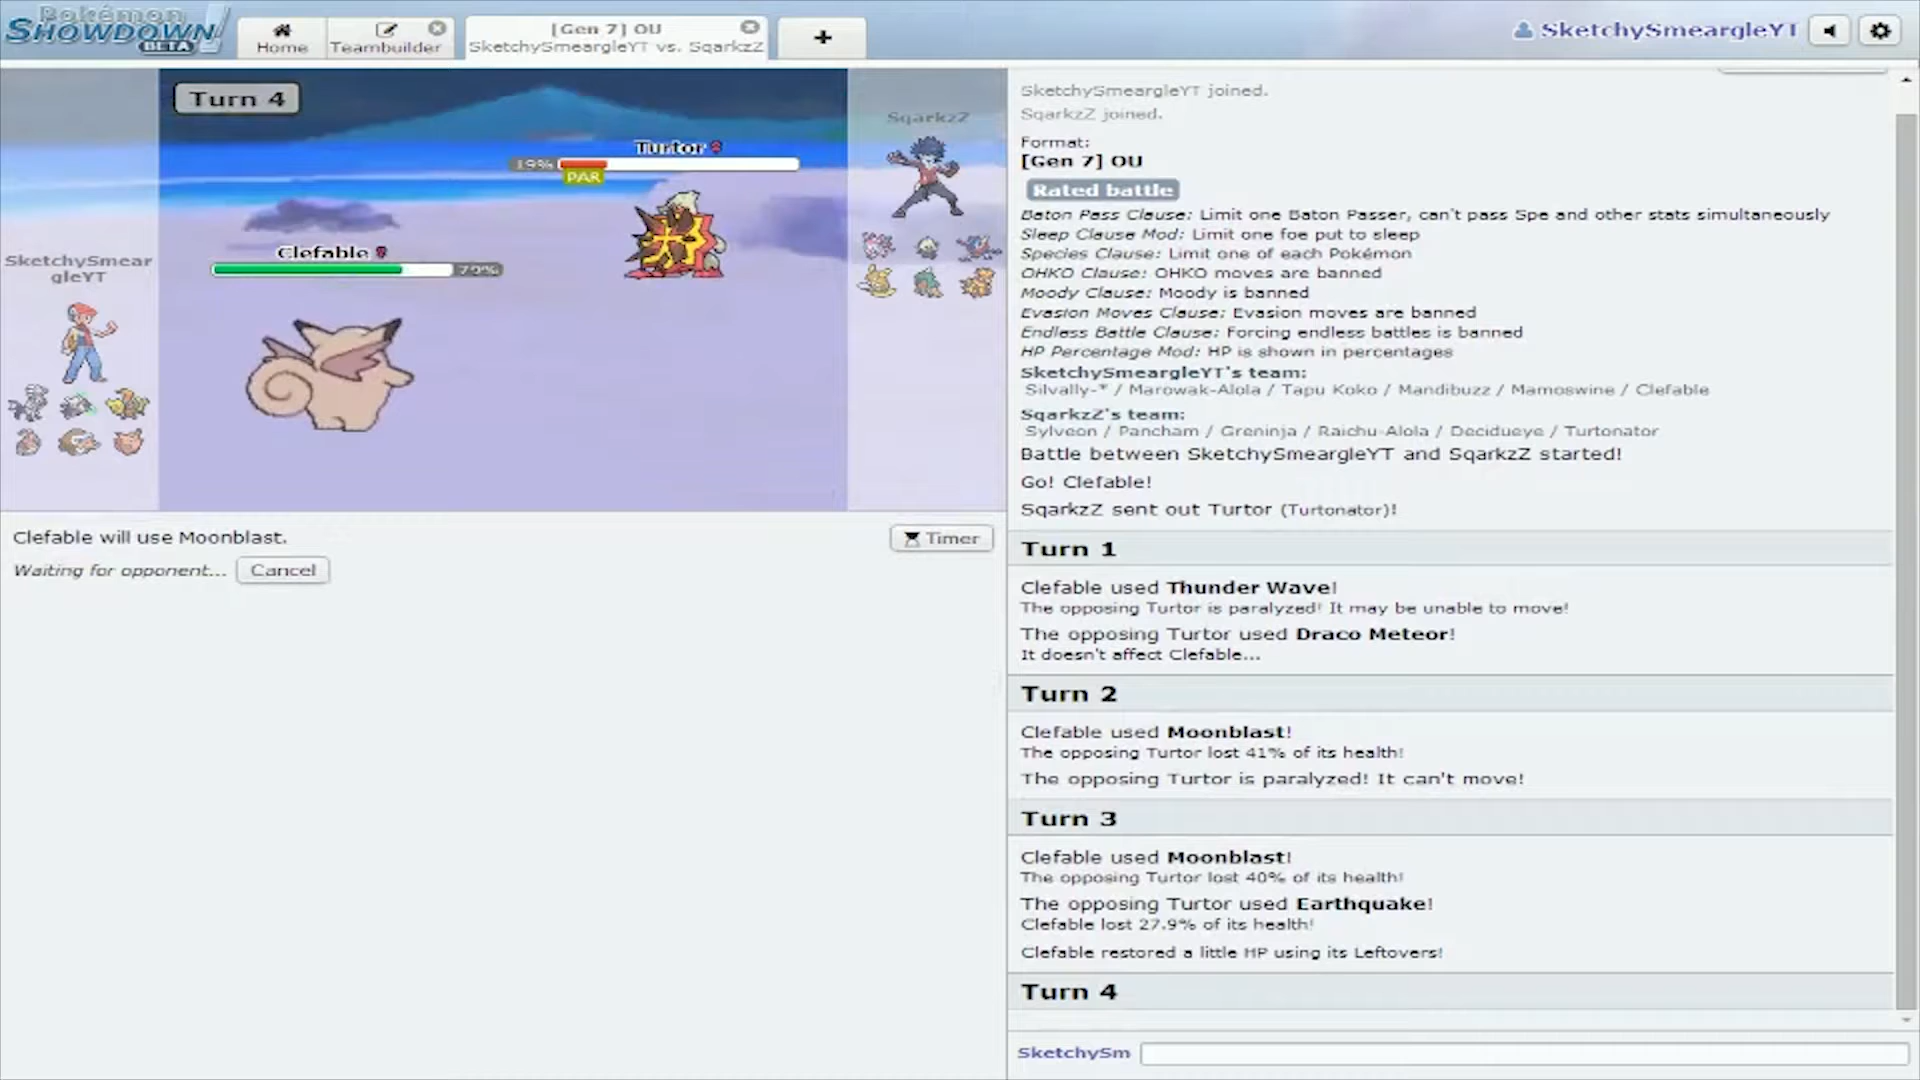 Pokémon
SHOWDOWN!
BETA
Home
Teambuilder
[Gen 7] OU
SketchySmeargleYT vs. SqarkzZ
SketchySmeargleYT
Turn 4
SqarkzZ
Turtor
19%
PAR
Clefable
79%
SketchySmear
gleYT
Clefable will use Moonblast.
Timer
Waiting for opponent...
Cancel
SketchySmeargleYT joined.
SqarkzZ joined.
Format:
[Gen 7] OU
Rated battle
Baton Pass Clause: Limit one Baton Passer, can't pass Spe and other stats simultaneously
Sleep Clause Mod: Limit one foe put to sleep
Species Clause: Limit one of each Pokémon
OHKO Clause: OHKO moves are banned
Moody Clause: Moody is banned
Evasion Moves Clause: Evasion moves are banned
Endless Battle Clause: Forcing endless battles is banned
HP Percentage Mod: HP is shown in percentages
SketchySmeargleYT's team:
Silvally-* / Marowak-Alola / Tapu Koko / Mandibuzz / Mamoswine / Clefable
SqarkzZ's team:
Sylveon / Pancham / Greninja / Raichu-Alola / Decidueye / Turtonator
Battle between SketchySmeargleYT and SqarkzZ started!
Go! Clefable!
SqarkzZ sent out Turtor (Turtonator)!
Turn 1
Clefable used Thunder Wave!
The opposing Turtor is paralyzed! It may be unable to move!
The opposing Turtor used Draco Meteor!
It doesn't affect Clefable...
Turn 2
Clefable used Moonblast!
The opposing Turtor lost 41% of its health!
The opposing Turtor is paralyzed! It can't move!
Turn 3
Clefable used Moonblast!
The opposing Turtor lost 40% of its health!
The opposing Turtor used Earthquake!
Clefable lost 27.9% of its health!
Clefable restored a little HP using its Leftovers!
Turn 4
SketchySm